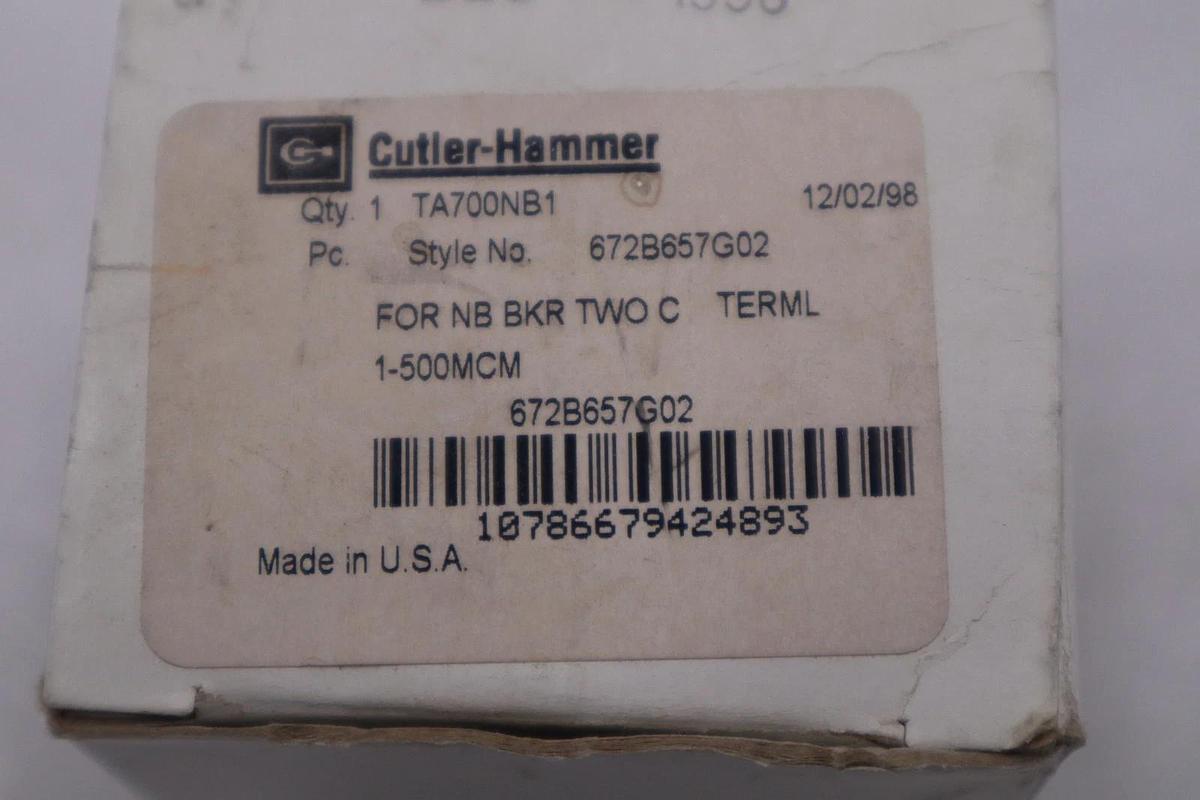 Cutler-Hammer
Qty. 1 TA700NB1 12/02/98
Pc. Style No. 672B657G02
FOR NB BKR TWO C TERML
1-500MCM
672B657G02
10786679424893
Made in U.S.A.